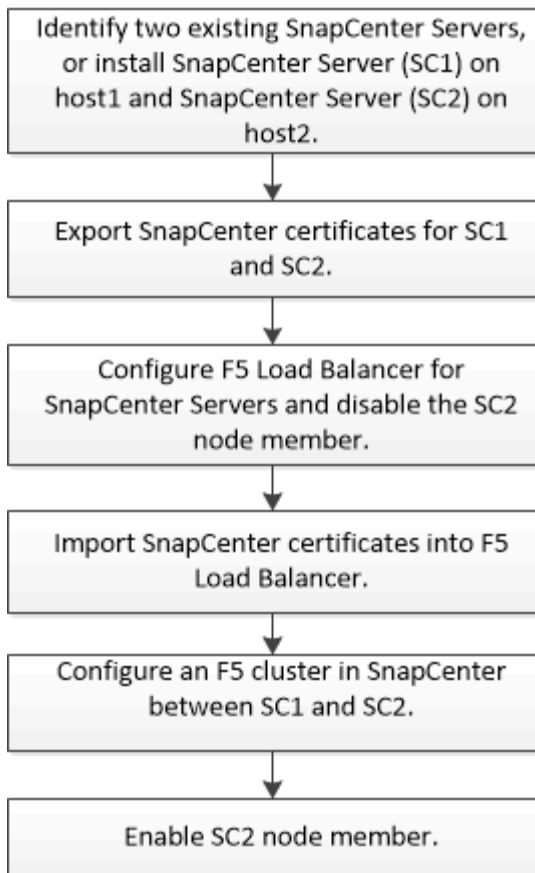 Identify two existing SnapCenter Servers,
or install SnapCenter Server (SC1) on
host1 and SnapCenter Server (SC2) on
host2.
Export SnapCenter certificates for SC1
and SC2.
Configure F5 Load Balancer for
SnapCenter Servers and disable the SC2
node member.
Import SnapCenter certificates into F5
Load Balancer.
Configure an F5 cluster in SnapCenter
between SC1 and SC2.
Enable SC2 node member.